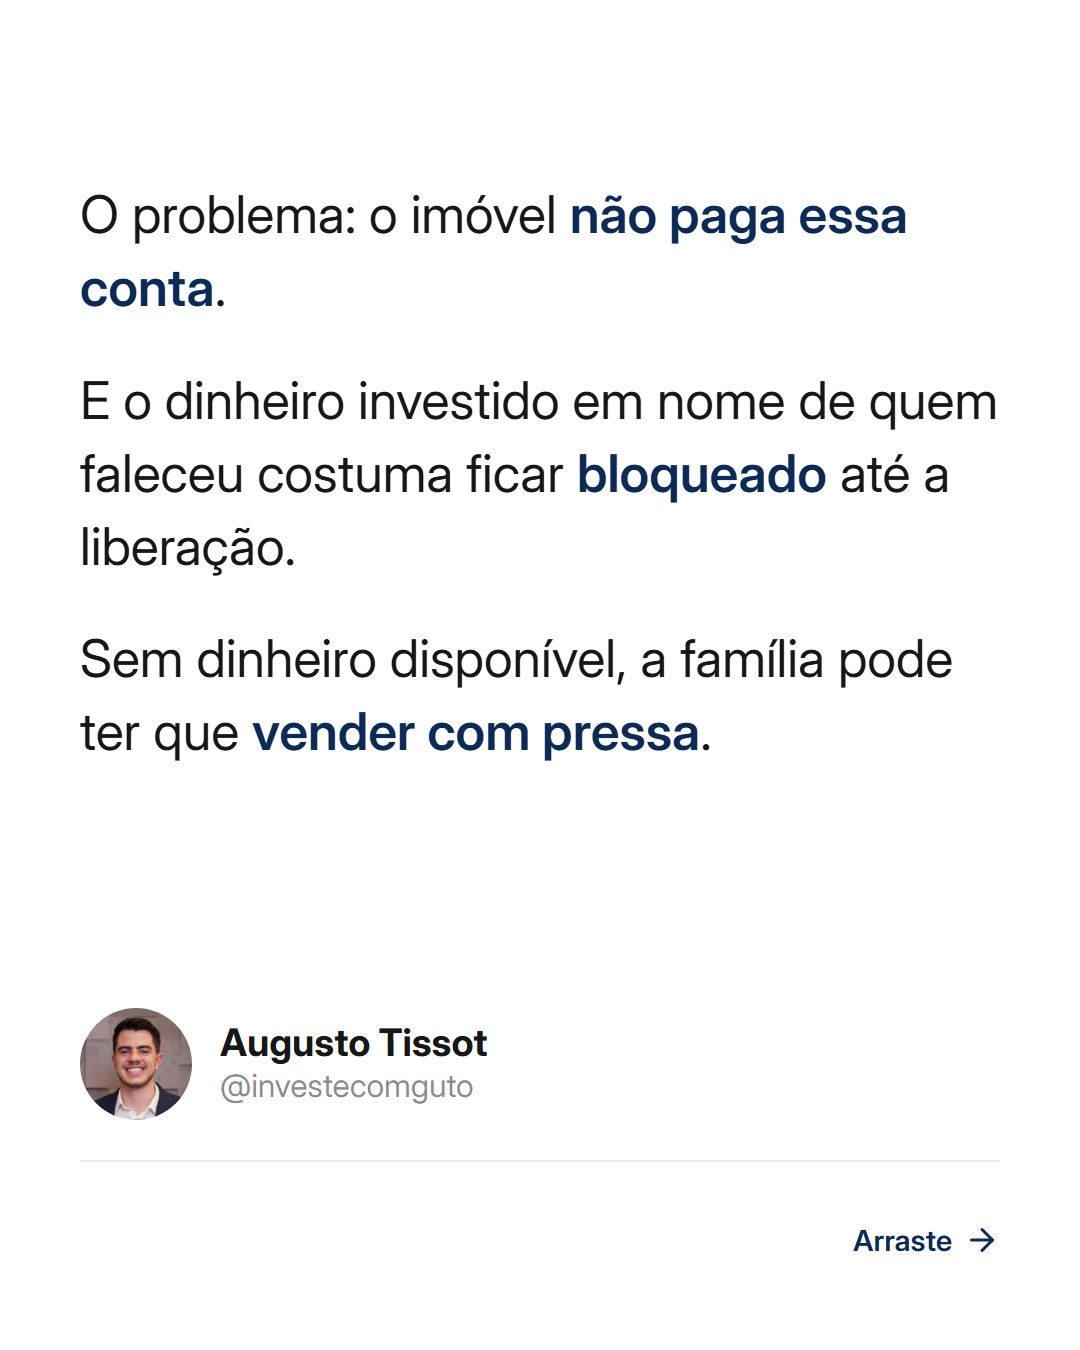 O problema: o imóvel não paga essa
conta.
E o dinheiro investido em nome de quem
faleceu costuma ficar bloqueado até a
liberação.
Sem dinheiro disponível, a família pode
ter que vender com pressa.
Augusto Tissot
@investecomguto
Arraste →